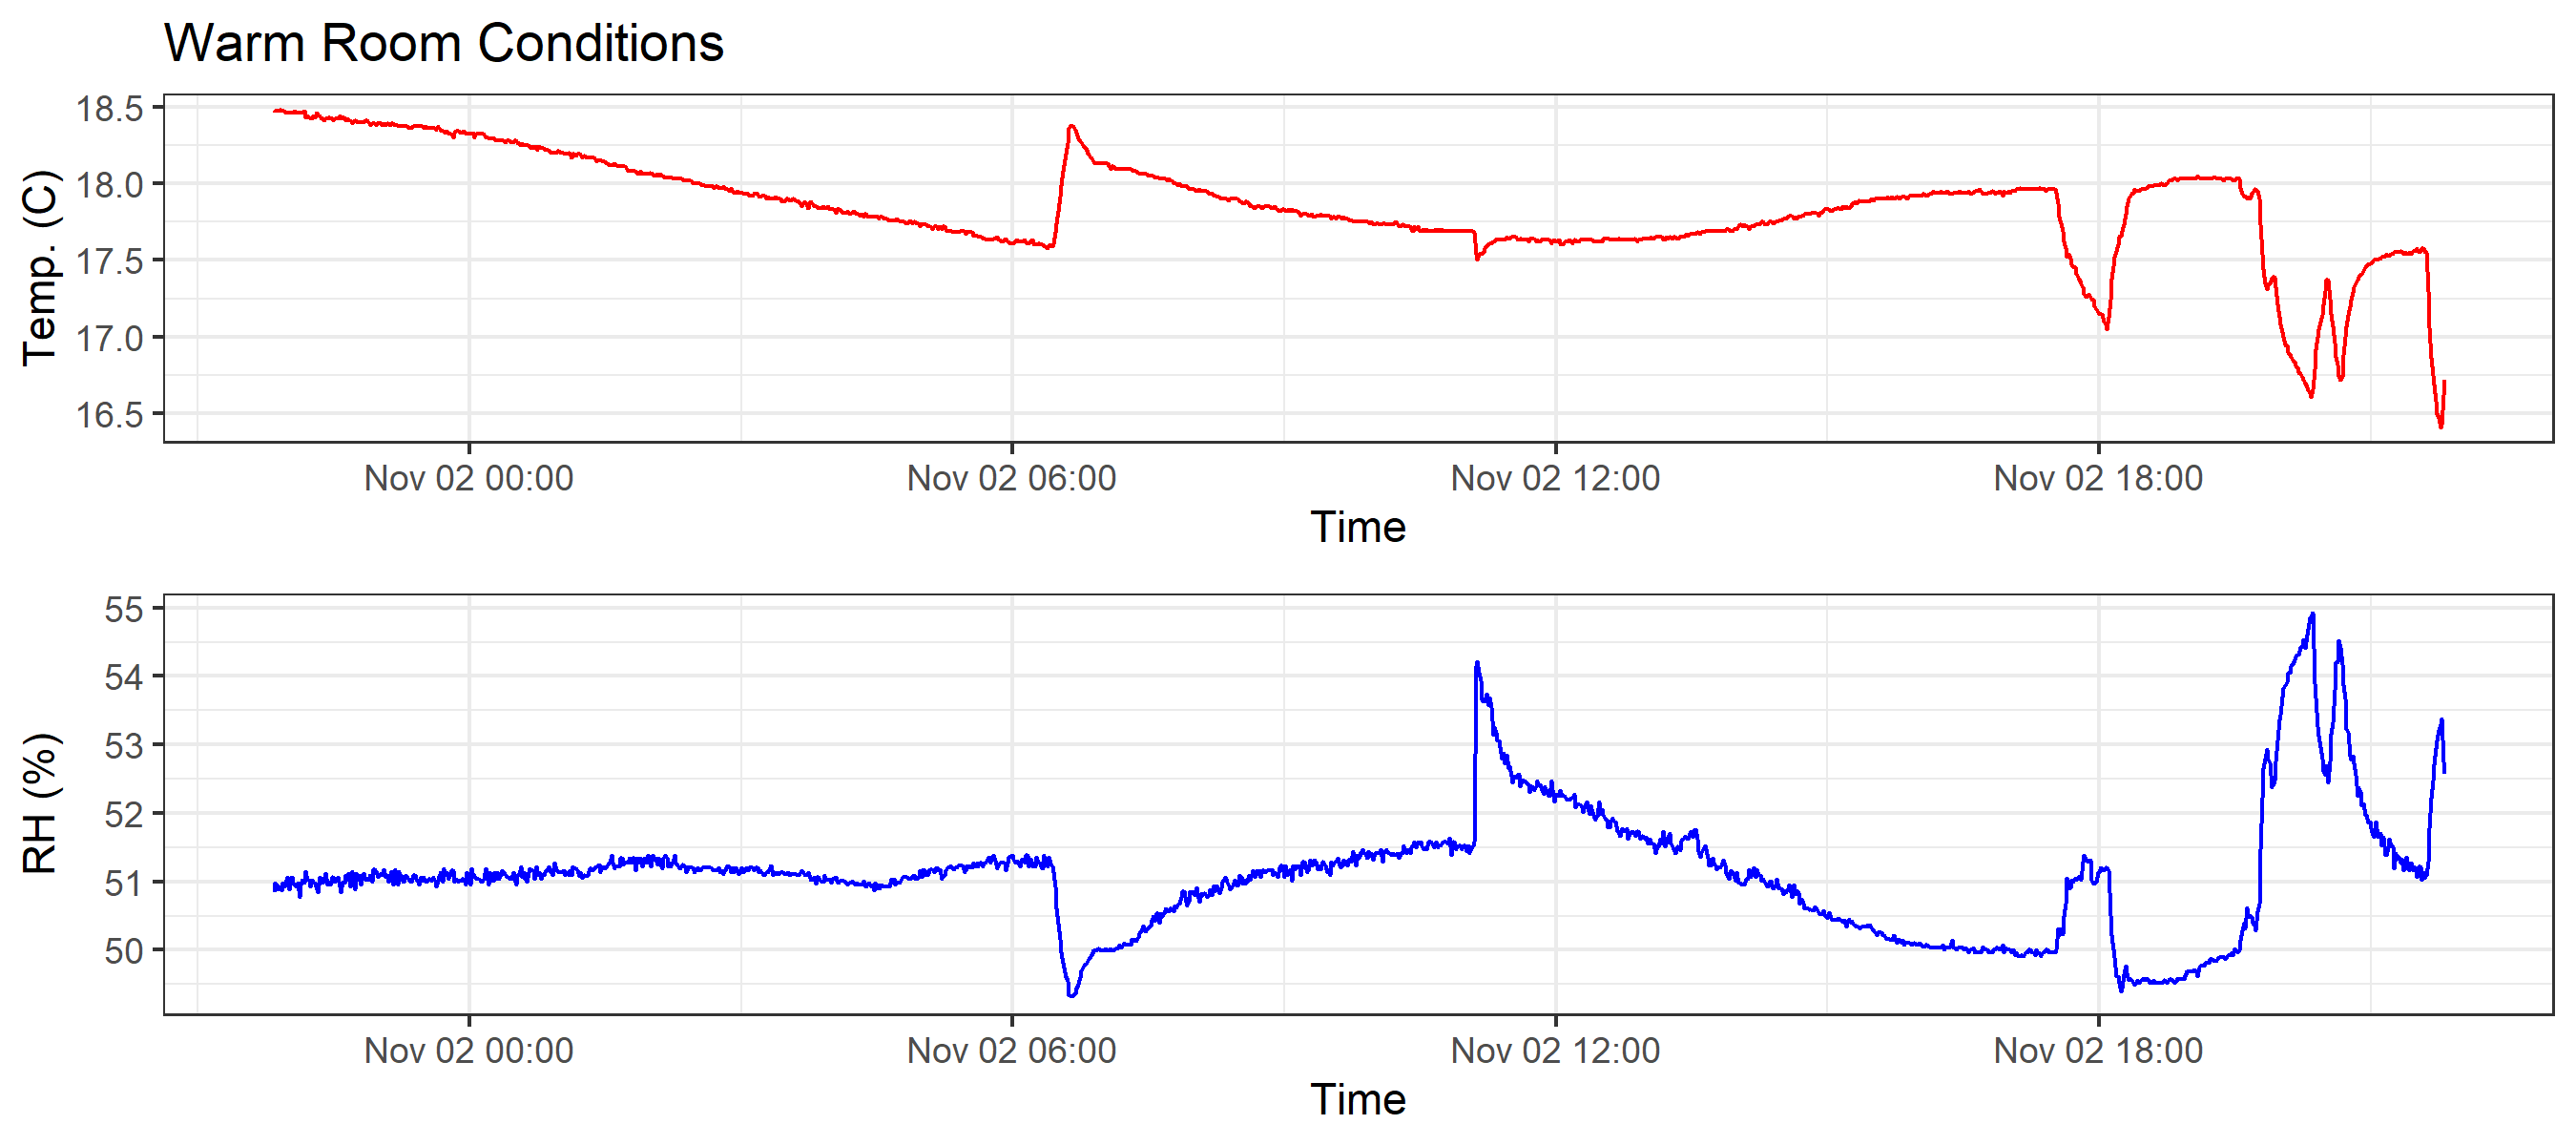 Warm Room Conditions
Temp. (C)
18.5
18.0
17.5
17.0
16.5
Nov 02 00:00 Nov 02 06:00 Nov 02 12:00 Nov 02 18:00
Time
RH (%)
55
54
53
52
51
50
Nov 02 00:00 Nov 02 06:00 Nov 02 12:00 Nov 02 18:00
Time